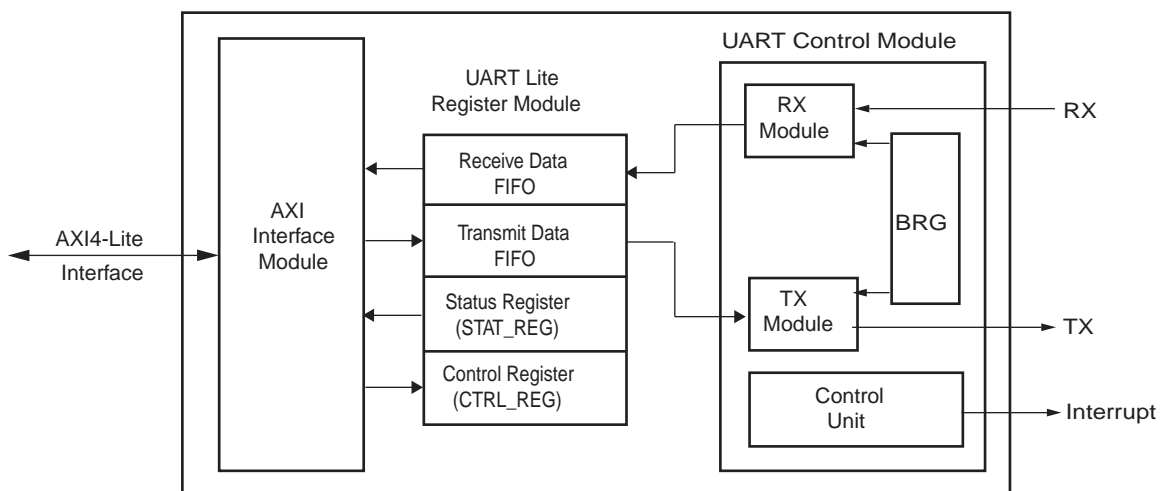 AXI4-Lite
Interface
AXI
Interface
Module
UART Lite
Register Module
Receive Data
FIFO
Transmit Data
FIFO
Status Register
(STAT_REG)
Control Register
(CTRL_REG)
UART Control Module
RX
Module
BRG
TX
Module
Control
Unit
RX
TX
Interrupt